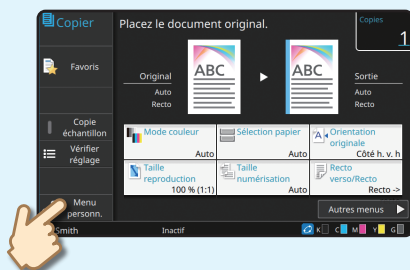 Copier
Placez le document original.
Copies
1
Favoris
Original
ABC
ABC
Sortie
Auto
Recto
Auto
Recto
Copie
échantillon
Vérifier
réglage
Menu
personn.
Mode couleur
Auto
Sélection papier
Auto
Orientation
originale
Côté h. v. h
Taille
reproduction
100 % (1:1)
Taille
numérisation
Auto
Recto
verso/Recto
Recto ->
Autres menus
Smith
Inactif
K
C
M
Y
G